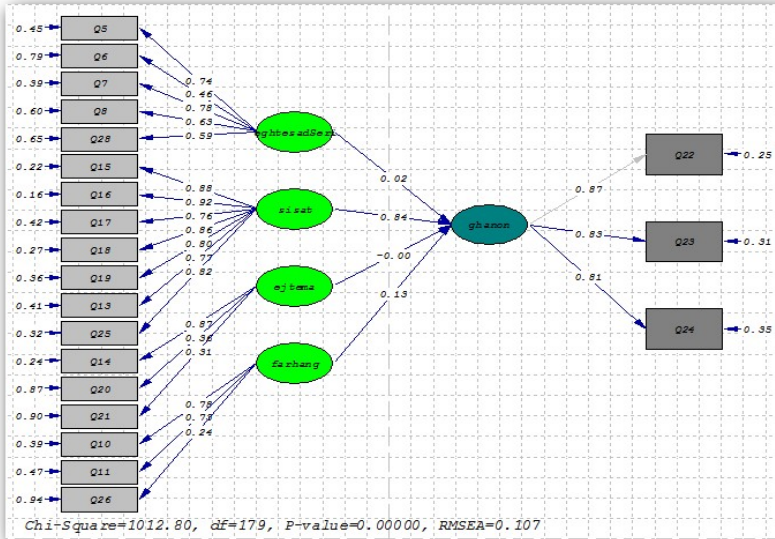 0.45 Q5
0.79 Q6
0.39 Q7
0.60 Q8
0.65 Q28
0.22 Q15
0.16 Q16
0.42 Q17
0.27 Q18
0.36 Q19
0.41 Q13
0.32 Q25
0.24 Q14
0.87 Q20
0.90 Q21
0.39 Q10
0.47 Q11
0.94 Q26
0.74
0.46
0.78
0.63
0.59
0.88
0.92
0.76
0.86
0.80
0.77
0.82
0.87
0.36
0.31
0.78
0.73
0.24
eghtesadSeri
sisat
ejtema
farhang
0.02
0.84
-0.00
0.13
ghanon
0.87
0.83
0.81
Q22 0.25
Q23 0.31
Q24 0.35
Chi-Square=1012.80, df=179, P-value=0.00000, RMSEA=0.107